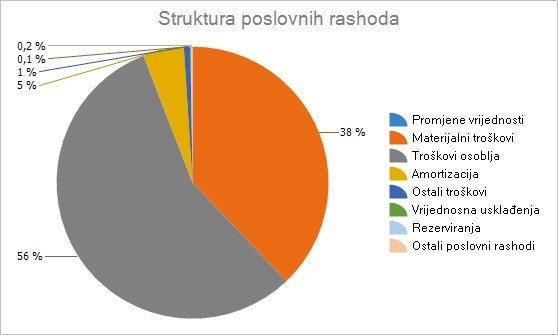 Struktura poslovnih rashoda
0,2 %
0,1 %
1 %
5 %
38 %
56 %
Promjene vrijednosti
Materijalni troškovi
Troškovi osoblja
Amortizacija
Ostali troškovi
Vrijednosna usklađenja
Rezerviranja
Ostali poslovni rashodi